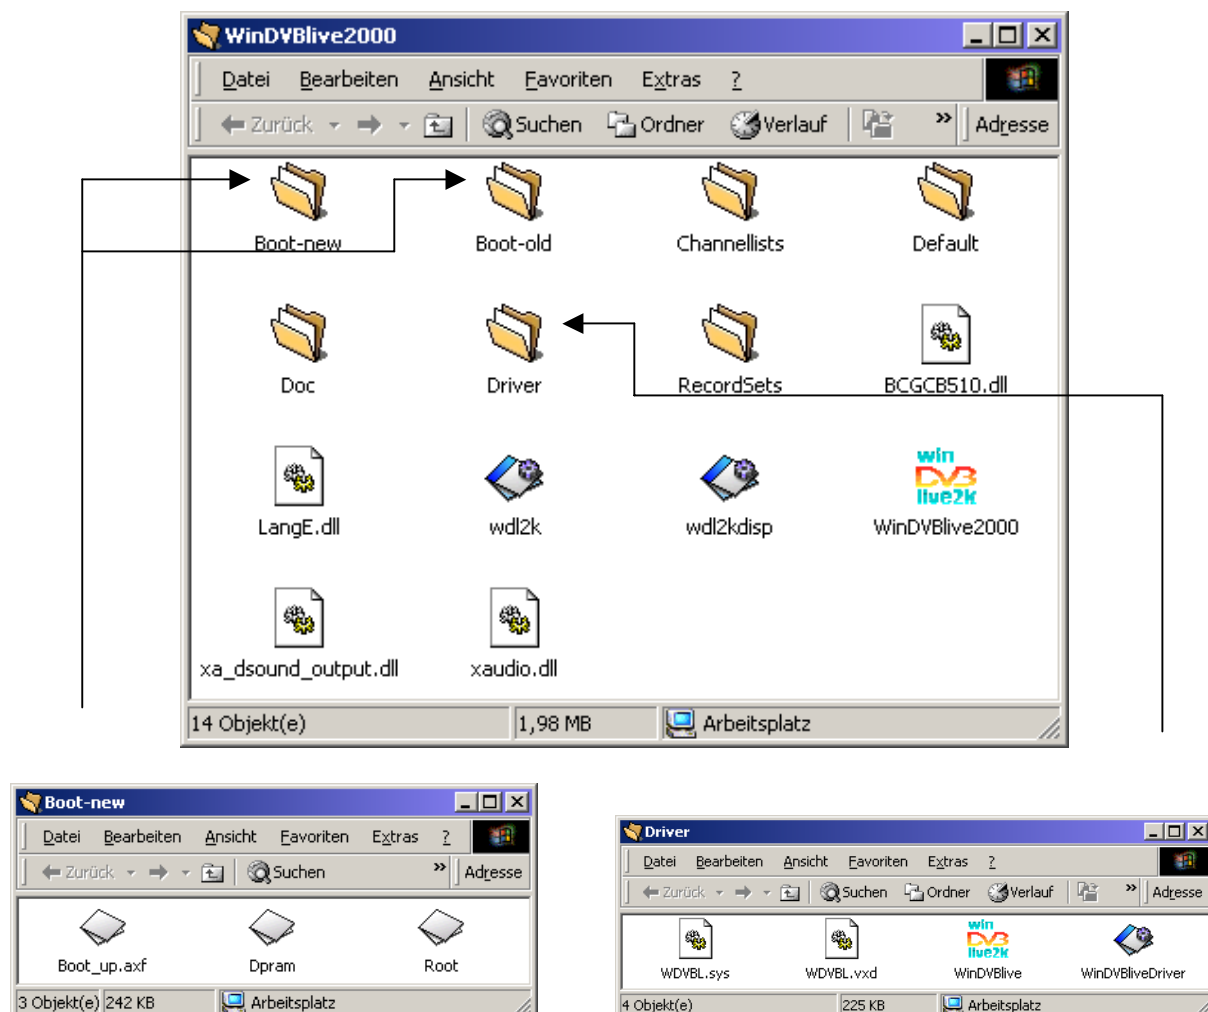 WinDVBlive2000
Datei Bearbeiten Ansicht Favoriten Extras ?
Zurück Suchen Ordner Verlauf » Adresse
Boot-new Boot-old Channellists Default
Doc Driver RecordSets BCGCB510.dll
win
DVB
live2k
LangE.dll wdl2k wdl2kdisp WinDVBlive2000
xa_dsound_output.dll xaudio.dll
14 Objekt(e) 1,98 MB Arbeitsplatz
Boot-new
Datei Bearbeiten Ansicht Favoriten Extras ?
Zurück Suchen » Adresse
Boot_up.axf Dpram Root
3 Objekt(e) 242 KB Arbeitsplatz
Driver
Datei Bearbeiten Ansicht Favoriten Extras ?
Zurück Suchen Ordner Verlauf » Adresse
win
DVB
live2k
WDVBL.sys WDVBL.vxd WinDVBlive WinDVBliveDriver
4 Objekt(e) 225 KB Arbeitsplatz